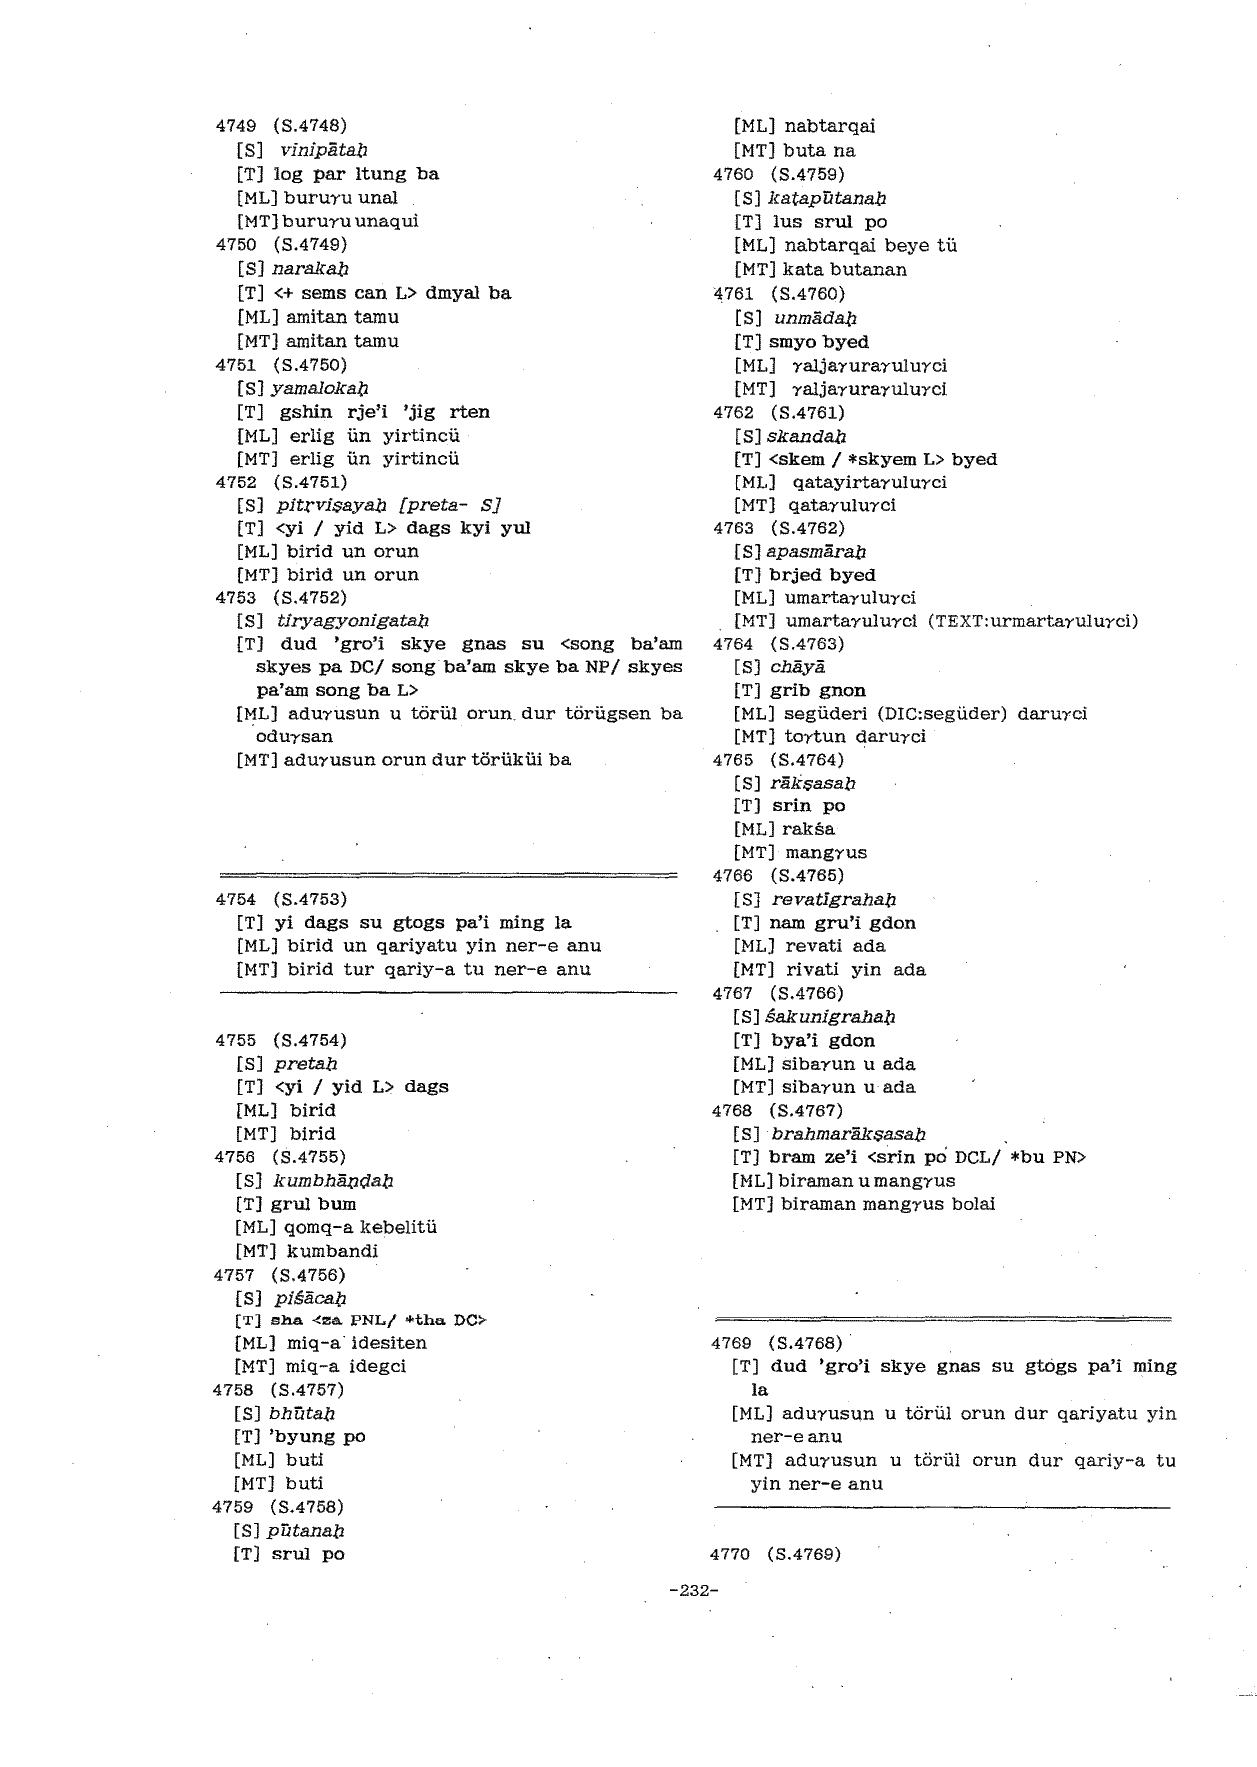 4749 (S.4748)
[S] vinipātaḥ
[T] log par ltung ba
[ML] buruγu unal
[MT] buruγu unaqui
4750 (S.4749)
[S] narakaḥ
[T] <+ sems can L> dmyal ba
[ML] amitan tamu
[MT] amitan tamu
4751 (S.4750)
[S] yamalokaḥ
[T] gshin rje'i 'jig rten
[ML] erlig ün yirtincü
[MT] erlig ün yirtincü
4752 (S.4751)
[S] pitṛviṣayaḥ [preta- S]
[T] <yi / yid L> dags kyi yul
[ML] birid un orun
[MT] birid un orun
4753 (S.4752)
[S] tiryagyonigataḥ
[T] dud 'gro'i skye gnas su <song ba'am
skyes pa DC/ song ba'am skye ba NP/ skyes
pa'am song ba L>
[ML] aduγusun u törül orun dur törügsen ba
oduγsan
[MT] aduγusun orun dur törüküi ba
4754 (S.4753)
[T] yi dags su gtogs pa'i ming la
[ML] birid un qariyatu yin ner-e anu
[MT] birid tur qariy-a tu ner-e anu
4755 (S.4754)
[S] pretaḥ
[T] <yi / yid L> dags
[ML] birid
[MT] birid
4756 (S.4755)
[S] kumbhāṇḍaḥ
[T] grul bum
[ML] qomq-a kebelitü
[MT] kumbandi
4757 (S.4756)
[S] piśācaḥ
[T] sha <za PNL/ *tha DC>
[ML] miq-a idesiten
[MT] miq-a idegci
4758 (S.4757)
[S] bhūtaḥ
[T] 'byung po
[ML] buti
[MT] buti
4759 (S.4758)
[S] pūtanaḥ
[T] srul po
[ML] nabtarqai
[MT] buta na
4760 (S.4759)
[S] kaṭapūtanaḥ
[T] lus srul po
[ML] nabtarqai beye tü
[MT] kata butanan
4761 (S.4760)
[S] unmādaḥ
[T] smyo byed
[ML] γaljaγuraγuluγci
[MT] γaljaγuraγuluγci
4762 (S.4761)
[S] skandaḥ
[T] <skem / *skyem L> byed
[ML] qatayirtaγuluγci
[MT] qataγuluγci
4763 (S.4762)
[S] apasmāraḥ
[T] brjed byed
[ML] umartaγuluγci
[MT] umartaγuluγci (TEXT:urmartaγuluγci)
4764 (S.4763)
[S] chāyā
[T] grib gnon
[ML] següderi (DIC:següder) daruγci
[MT] toγtun daruγci
4765 (S.4764)
[S] rākṣasaḥ
[T] srin po
[ML] rakśa
[MT] mangγus
4766 (S.4765)
[S] revatīgrahaḥ
[T] nam gru'i gdon
[ML] revati ada
[MT] rivati yin ada
4767 (S.4766)
[S] śakunigrahaḥ
[T] bya'i gdon
[ML] sibaγun u ada
[MT] sibaγun u ada
4768 (S.4767)
[S] brahmarākṣasaḥ
[T] bram ze'i <srin po DCL/ *bu PN>
[ML] biraman u mangγus
[MT] biraman mangγus bolai
4769 (S.4768)
[T] dud 'gro'i skye gnas su gtogs pa'i ming
la
[ML] aduγusun u törül orun dur qariyatu yin
ner-e anu
[MT] aduγusun u törül orun dur qariy-a tu
yin ner-e anu
4770 (S.4769)
-232-